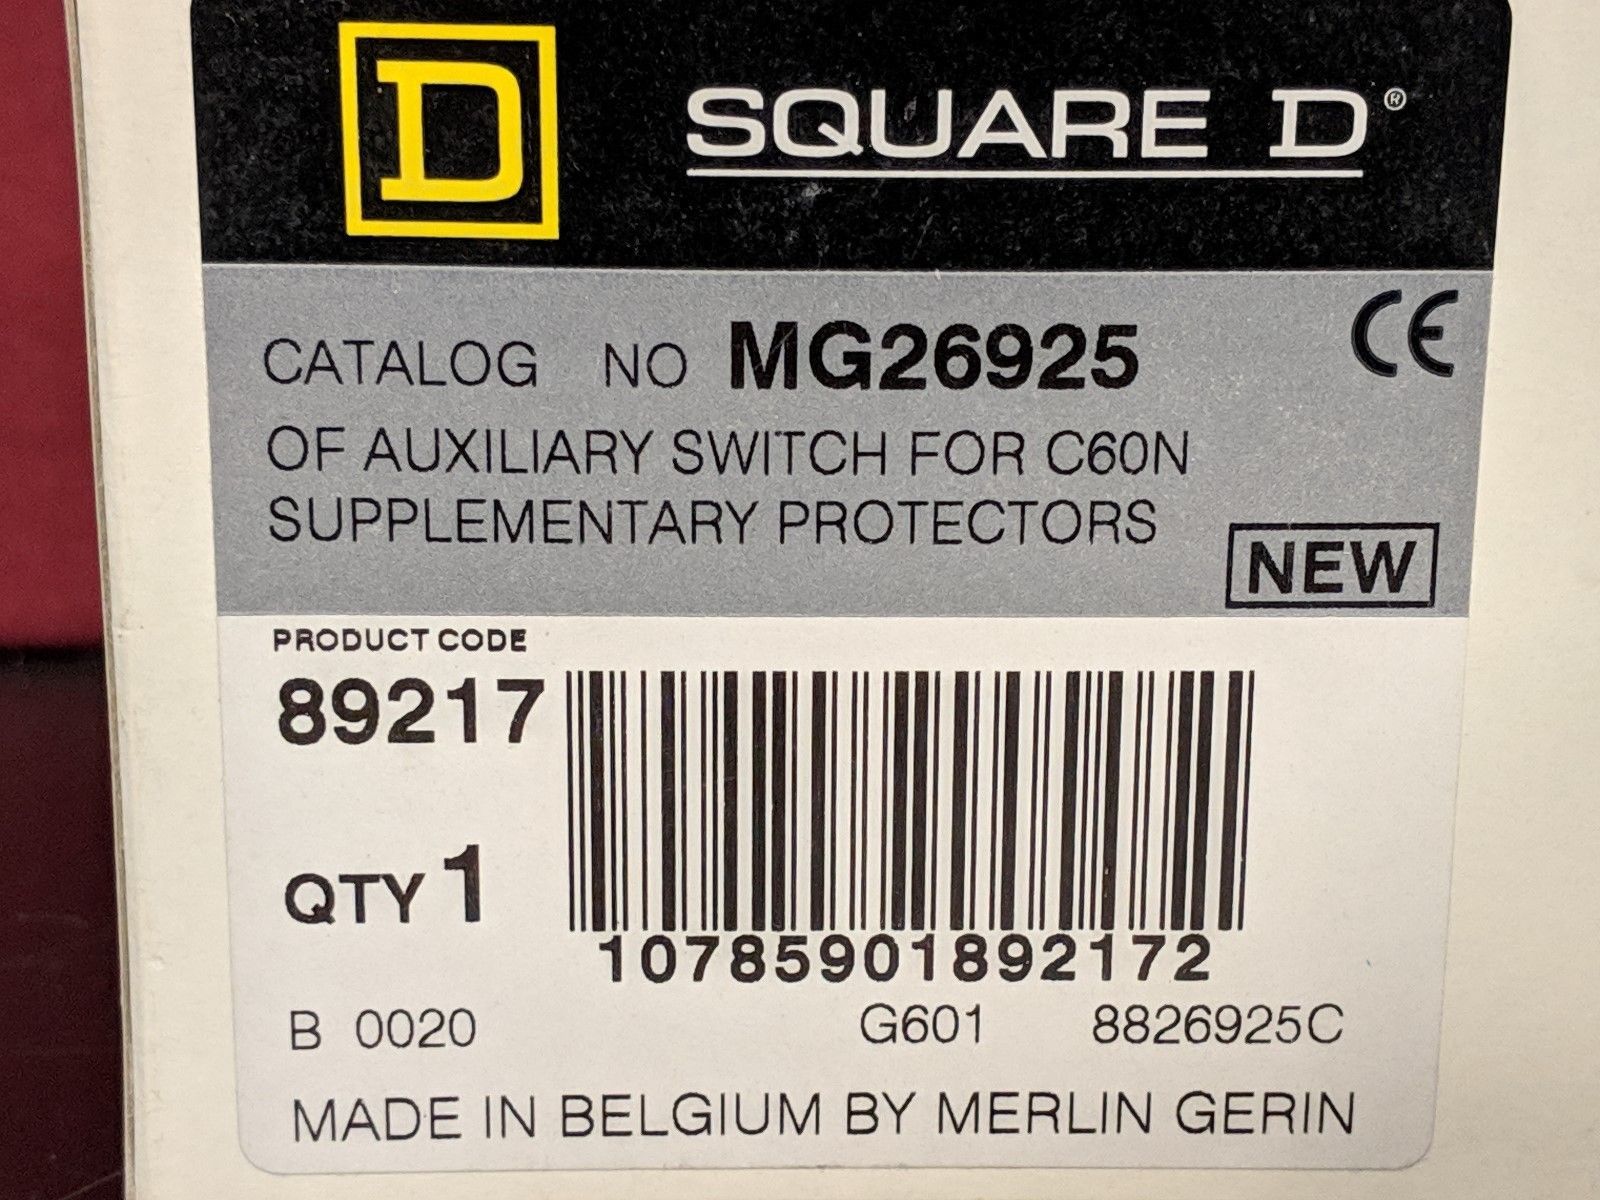 D SQUARE D®
CE
CATALOG NO MG26925
OF AUXILIARY SWITCH FOR C60N
SUPPLEMENTARY PROTECTORS
NEW
PRODUCT CODE
89217
QTY 1
10785901892172
B 0020 G601 8826925C
MADE IN BELGIUM BY MERLIN GERIN